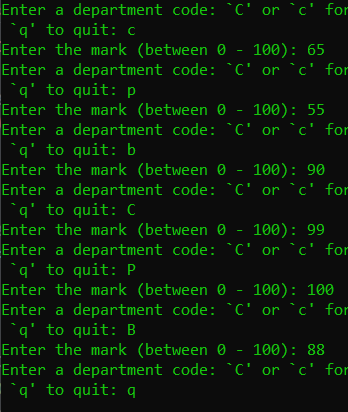 Enter a department code: `C' or `c' for
`q' to quit: c
Enter the mark (between 0 - 100): 65
Enter a department code: `C' or `c' for
`q' to quit: p
Enter the mark (between 0 - 100): 55
Enter a department code: `C' or `c' for
`q' to quit: b
Enter the mark (between 0 - 100): 90
Enter a department code: `C' or `c' for
`q' to quit: C
Enter the mark (between 0 - 100): 99
Enter a department code: `C' or `c' for
`q' to quit: P
Enter the mark (between 0 - 100): 100
Enter a department code: `C' or `c' for
`q' to quit: B
Enter the mark (between 0 - 100): 88
Enter a department code: `C' or `c' for
`q' to quit: q